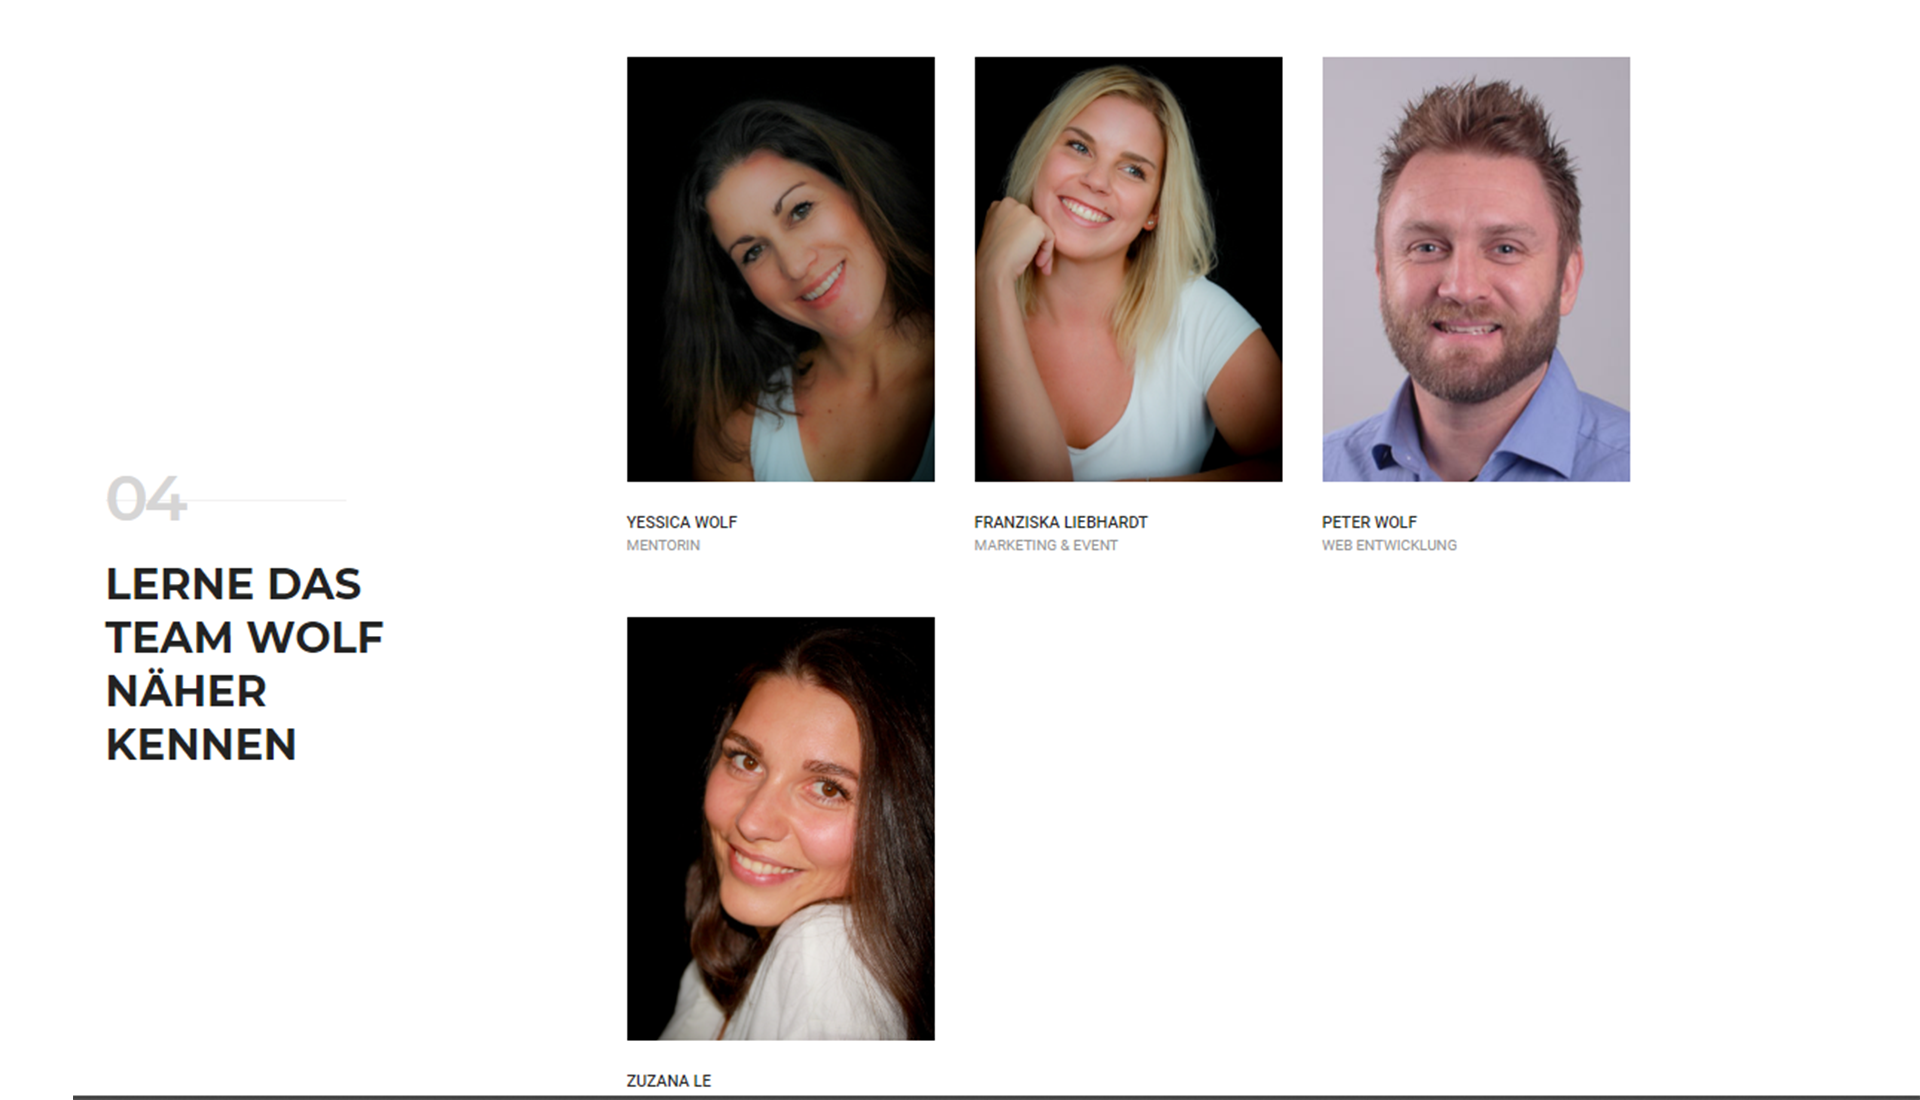 04
LERNE DAS
TEAM WOLF
NÄHER
KENNEN
YESSICA WOLF
MENTORIN
FRANZISKA LIEBHARDT
MARKETING & EVENT
PETER WOLF
WEB ENTWICKLUNG
ZUZANA LE